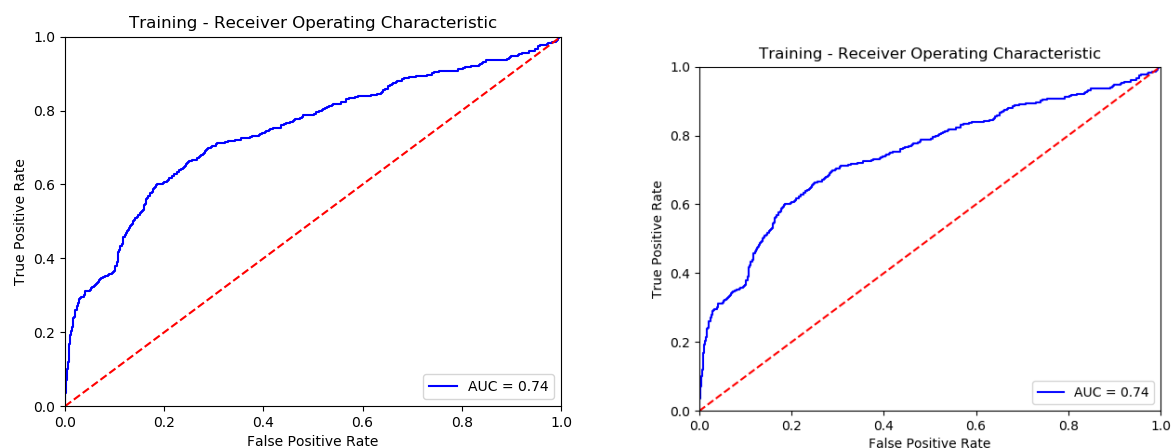 Training - Receiver Operating Characteristic
1.0
0.8
0.6
0.4
0.2
0.0
True Positive Rate
AUC = 0.74
0.0 0.2 0.4 0.6 0.8 1.0
False Positive Rate
Training - Receiver Operating Characteristic
1.0
0.8
0.6
0.4
0.2
0.0
True Positive Rate
AUC = 0.74
0.0 0.2 0.4 0.6 0.8 1.0
False Positive Rate